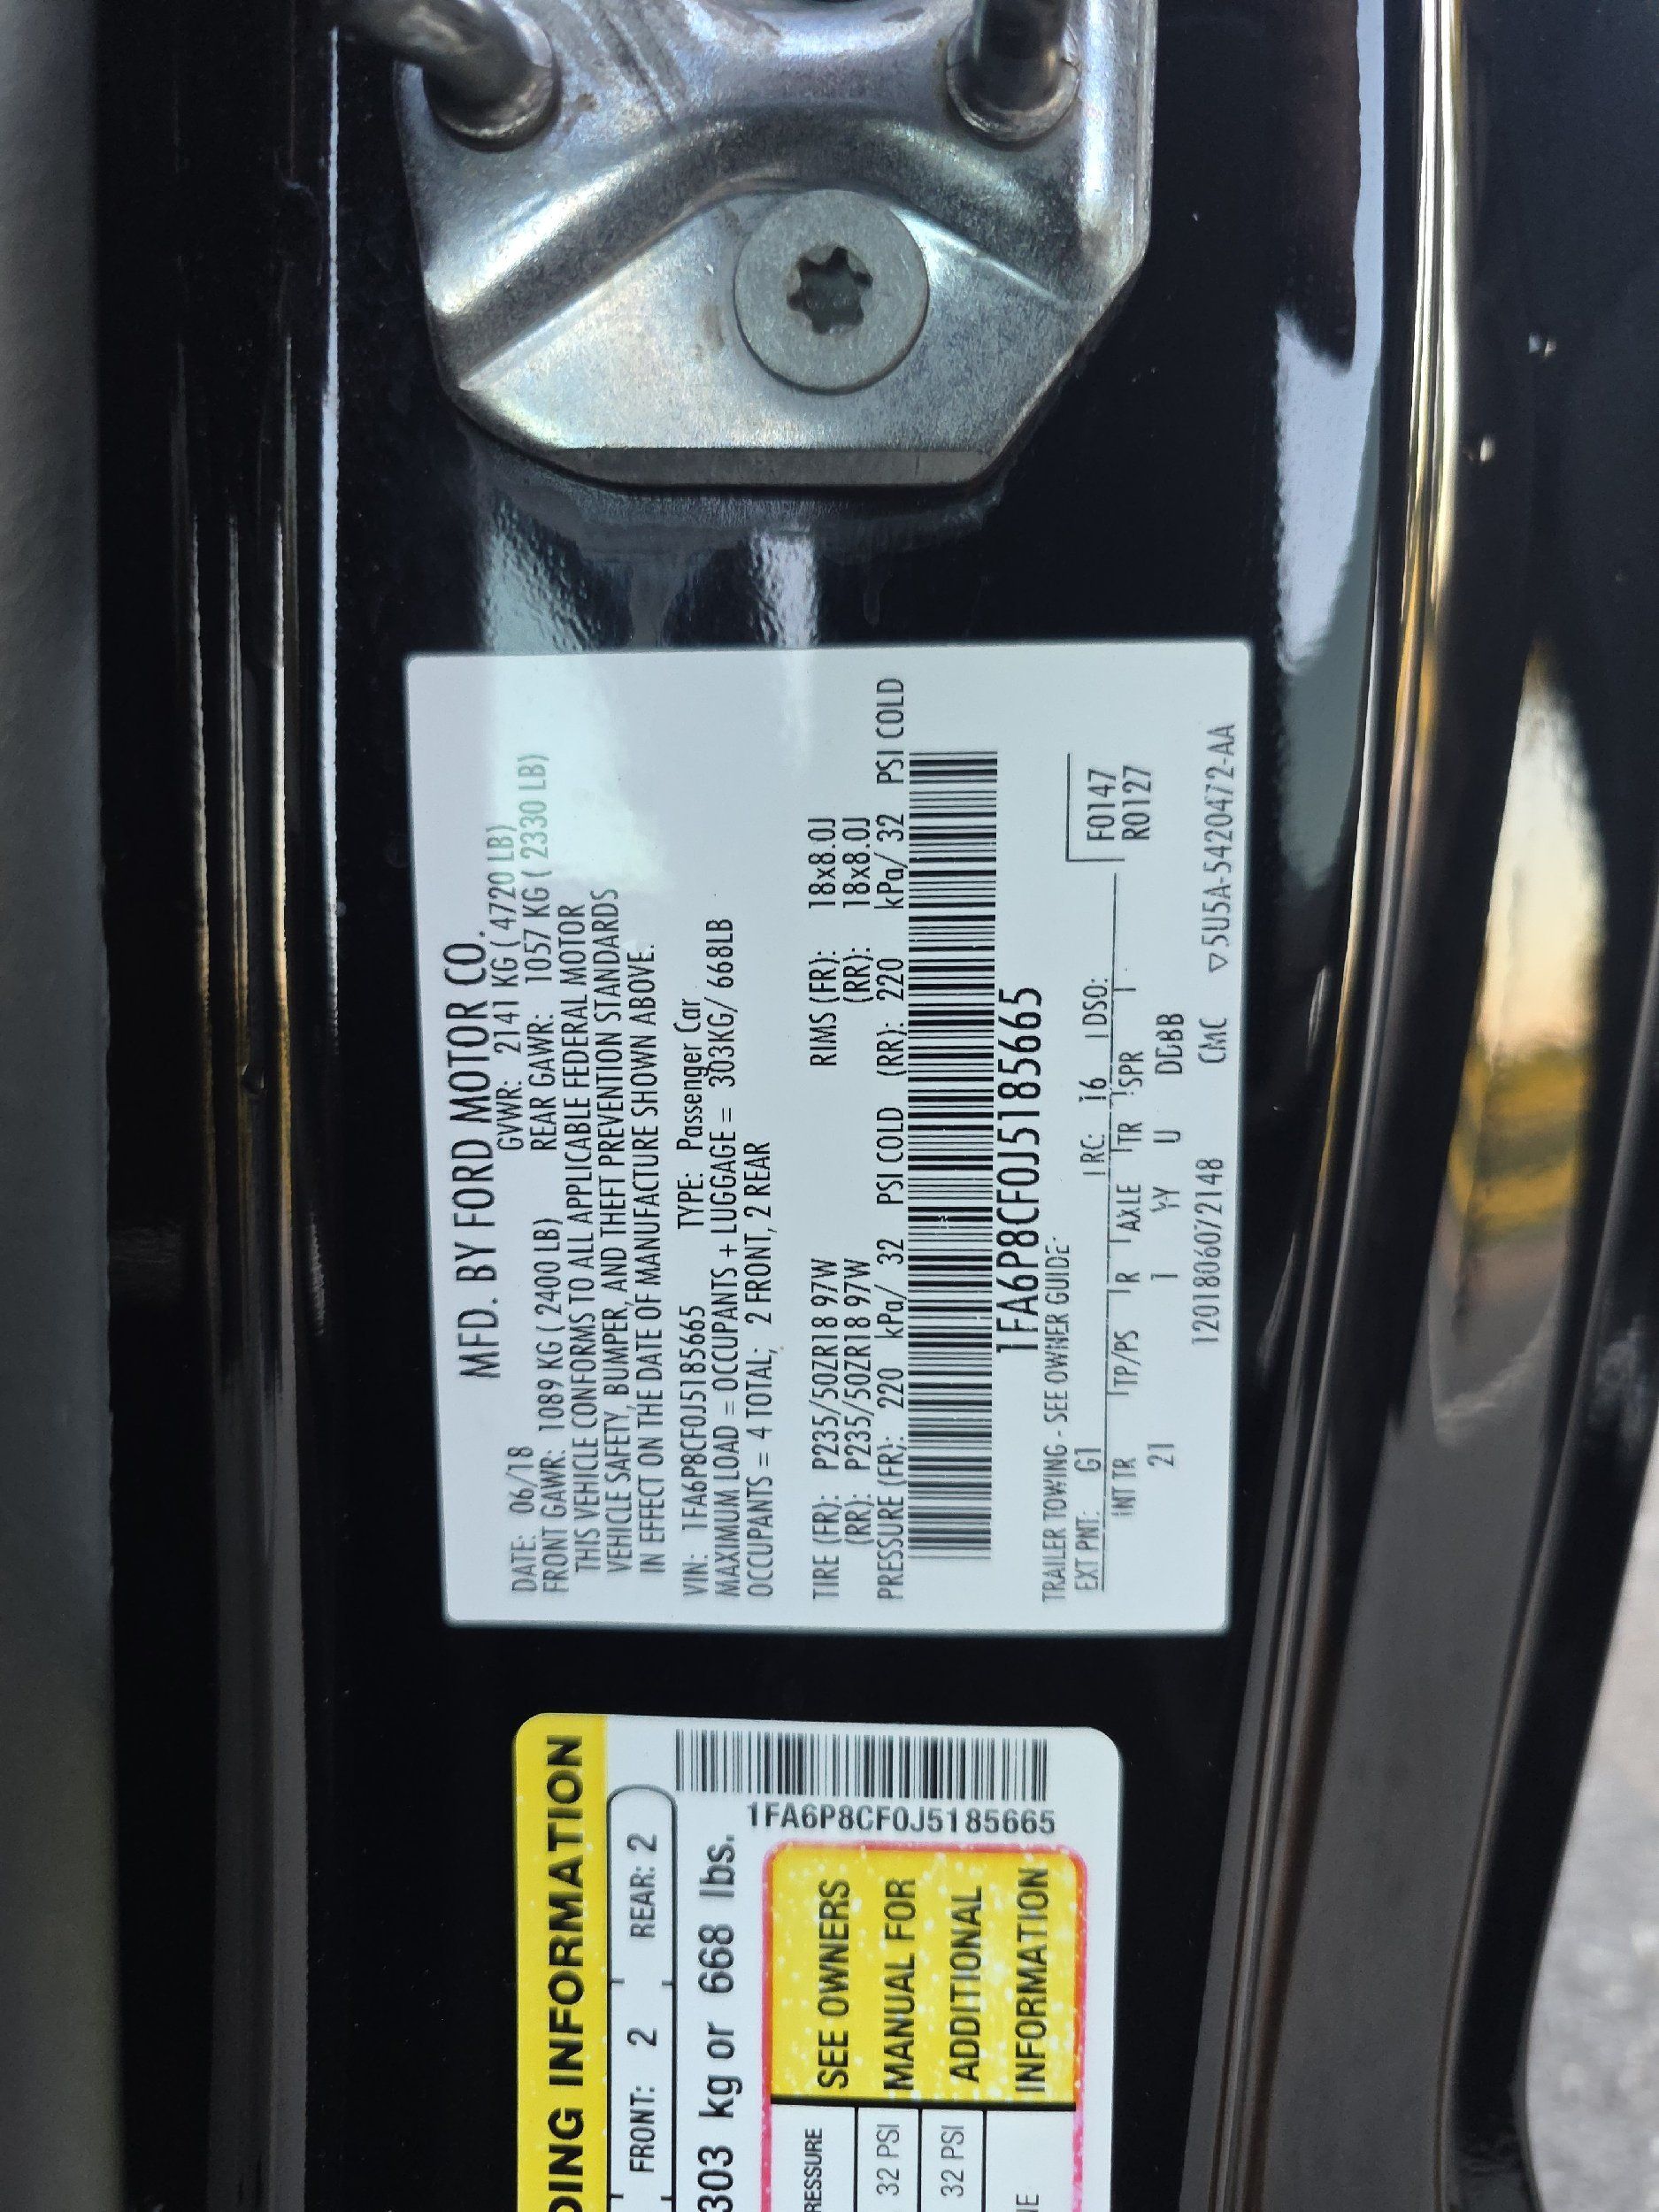 MFD. BY FORD MOTOR CO.
DATE: 06/18 GVWR: 2141 KG ( 4720 LB)
FRONT GAWR: 1089 KG ( 2400 LB) REAR GAWR: 1057 KG ( 2330 LB)
THIS VEHICLE CONFORMS TO ALL APPLICABLE FEDERAL MOTOR
VEHICLE SAFETY, BUMPER, AND THEFT PREVENTION STANDARDS
IN EFFECT ON THE DATE OF MANUFACTURE SHOWN ABOVE.
VIN: 1FA6P8CF0J5185665 TYPE: Passenger Car
MAXIMUM LOAD = OCCUPANTS + LUGGAGE = 303KG/ 668LB
OCCUPANTS = 4 TOTAL; 2 FRONT, 2 REAR
TIRE (FR): P235/50ZR18 97W RIMS (FR): 18x8.0J
(RR): P235/50ZR18 97W (RR): 18x8.0J
PRESSURE (FR): 220 kPa/ 32 PSI COLD (RR): 220 kPa/ 32 PSI COLD
1FA6P8CF0J5185665
TRAILER TOWING - SEE OWNER GUIDE
EXT PNT: G1 RC: 16 DSO: F0147
INT TR TP/PS R AXLE TR SPR R0127
21 1 YY U DGBB
1201806072148 CMC ▽5U5A-5420472-AA
DING INFORMATION
FRONT: 2 REAR: 2
303 kg or 668 lbs.
1FA6P8CF0J5185665
RESSURE
32 PSI
32 PSI
NE
SEE OWNERS
MANUAL FOR
ADDITIONAL
INFORMATION